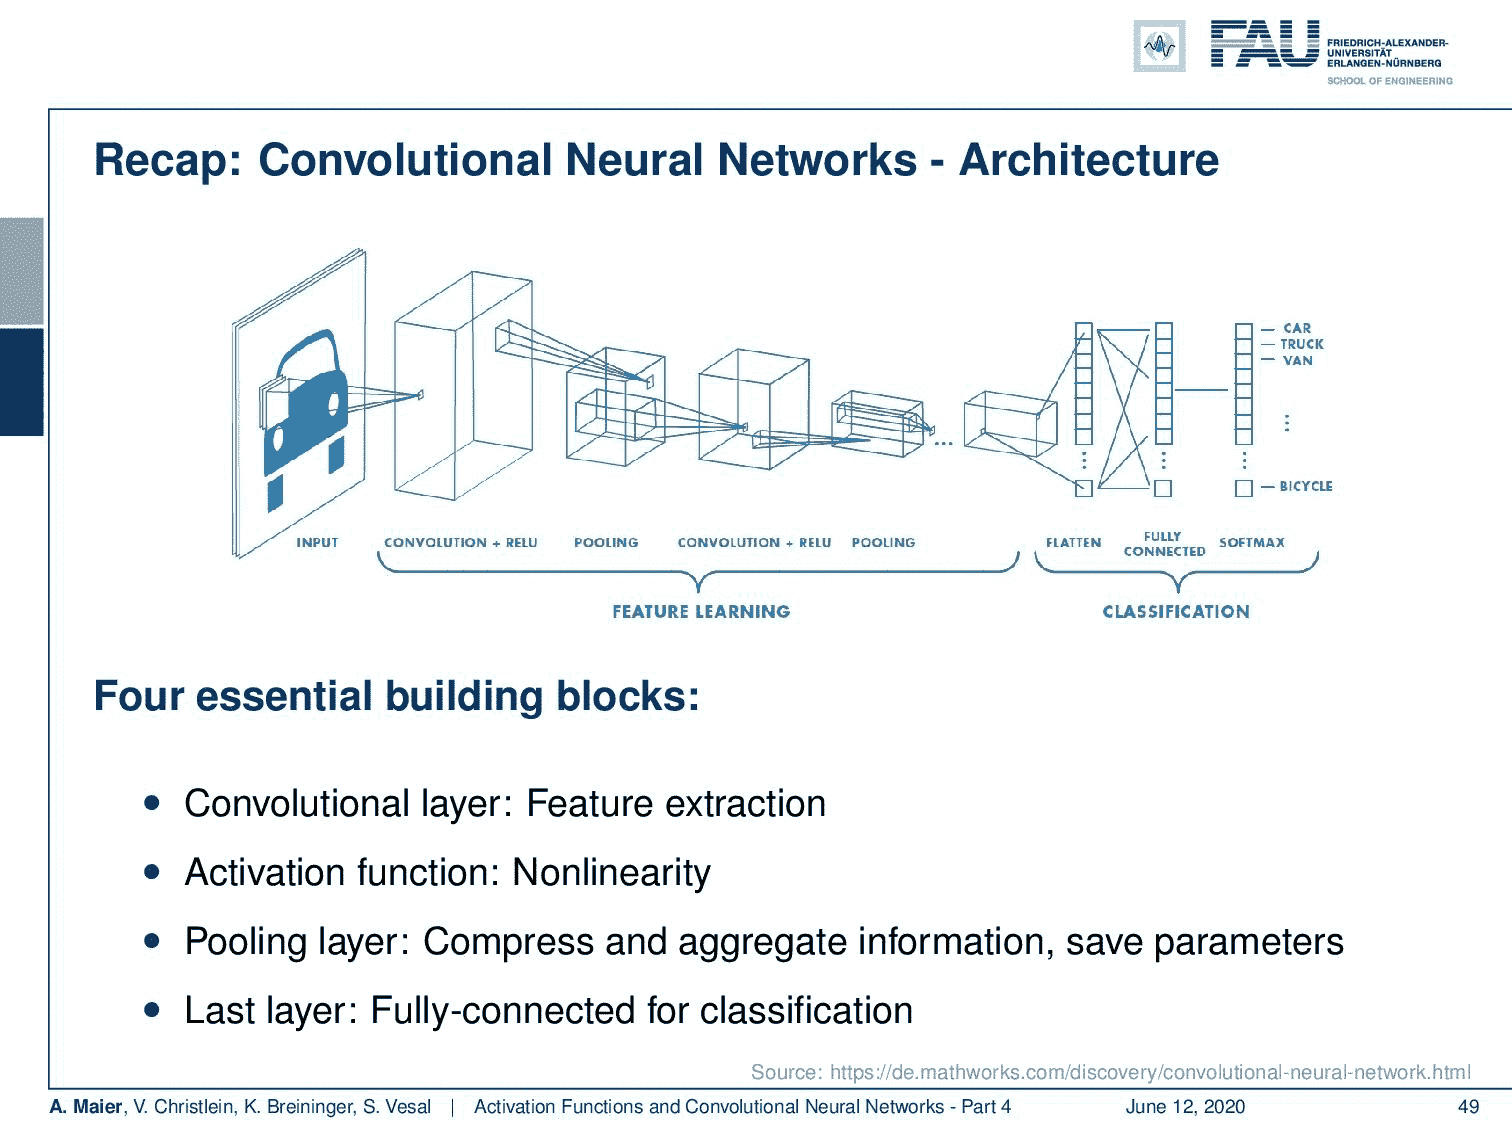 FAU
FRIEDRICH-ALEXANDER-
UNIVERSITÄT
ERLANGEN-NÜRNBERG
SCHOOL OF ENGINEERING
Recap: Convolutional Neural Networks - Architecture
CAR
TRUCK
VAN
BICYCLE
INPUT
CONVOLUTION + RELU
POOLING
CONVOLUTION + RELU
POOLING
...
FLATTEN
FULLY
CONNECTED
SOFTMAX
FEATURE LEARNING
CLASSIFICATION
Four essential building blocks:
• Convolutional layer: Feature extraction
• Activation function: Nonlinearity
• Pooling layer: Compress and aggregate information, save parameters
• Last layer: Fully-connected for classification
Source: https://de.mathworks.com/discovery/convolutional-neural-network.html
A. Maier, V. Christlein, K. Breininger, S. Vesal | Activation Functions and Convolutional Neural Networks - Part 4 June 12, 2020 49